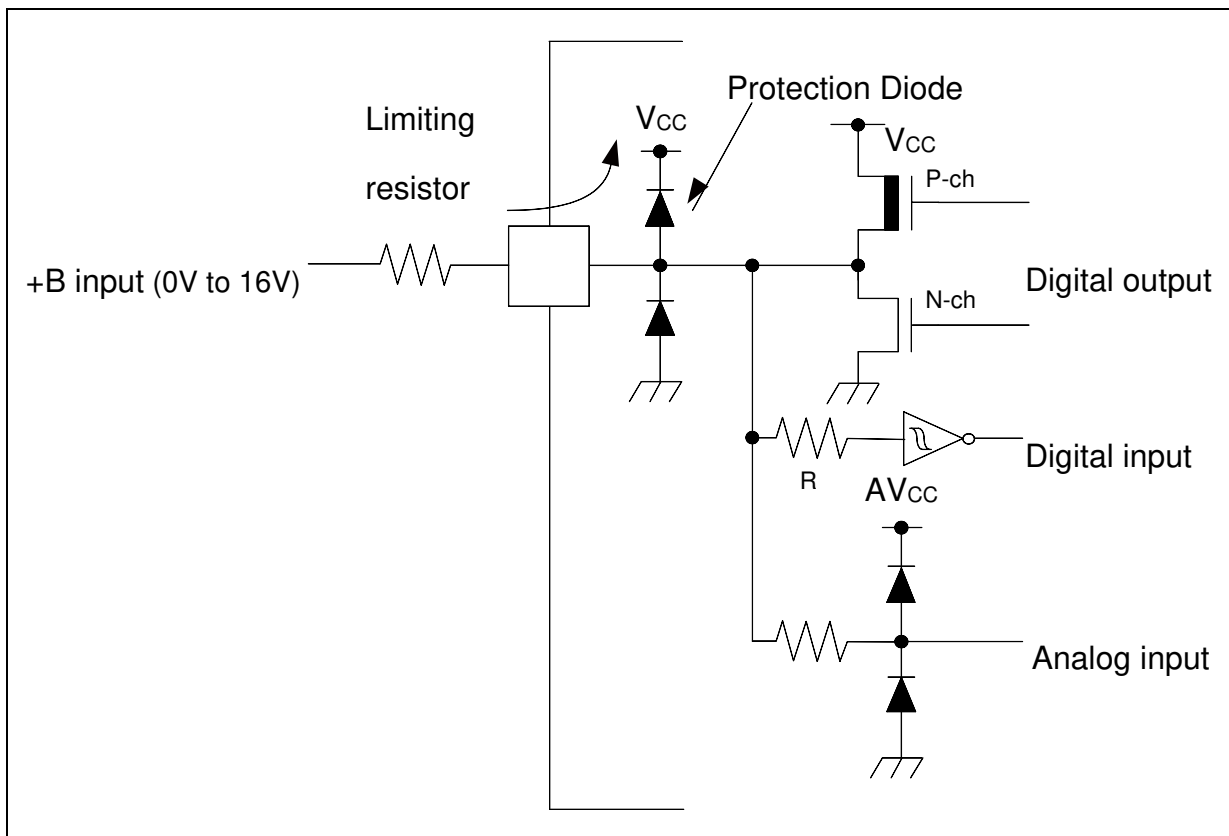 Limiting
resistor
+B input (0V to 16V)
VCC
Protection Diode
VCC
P-ch
N-ch
Digital output
R
Digital input
AVCC
Analog input